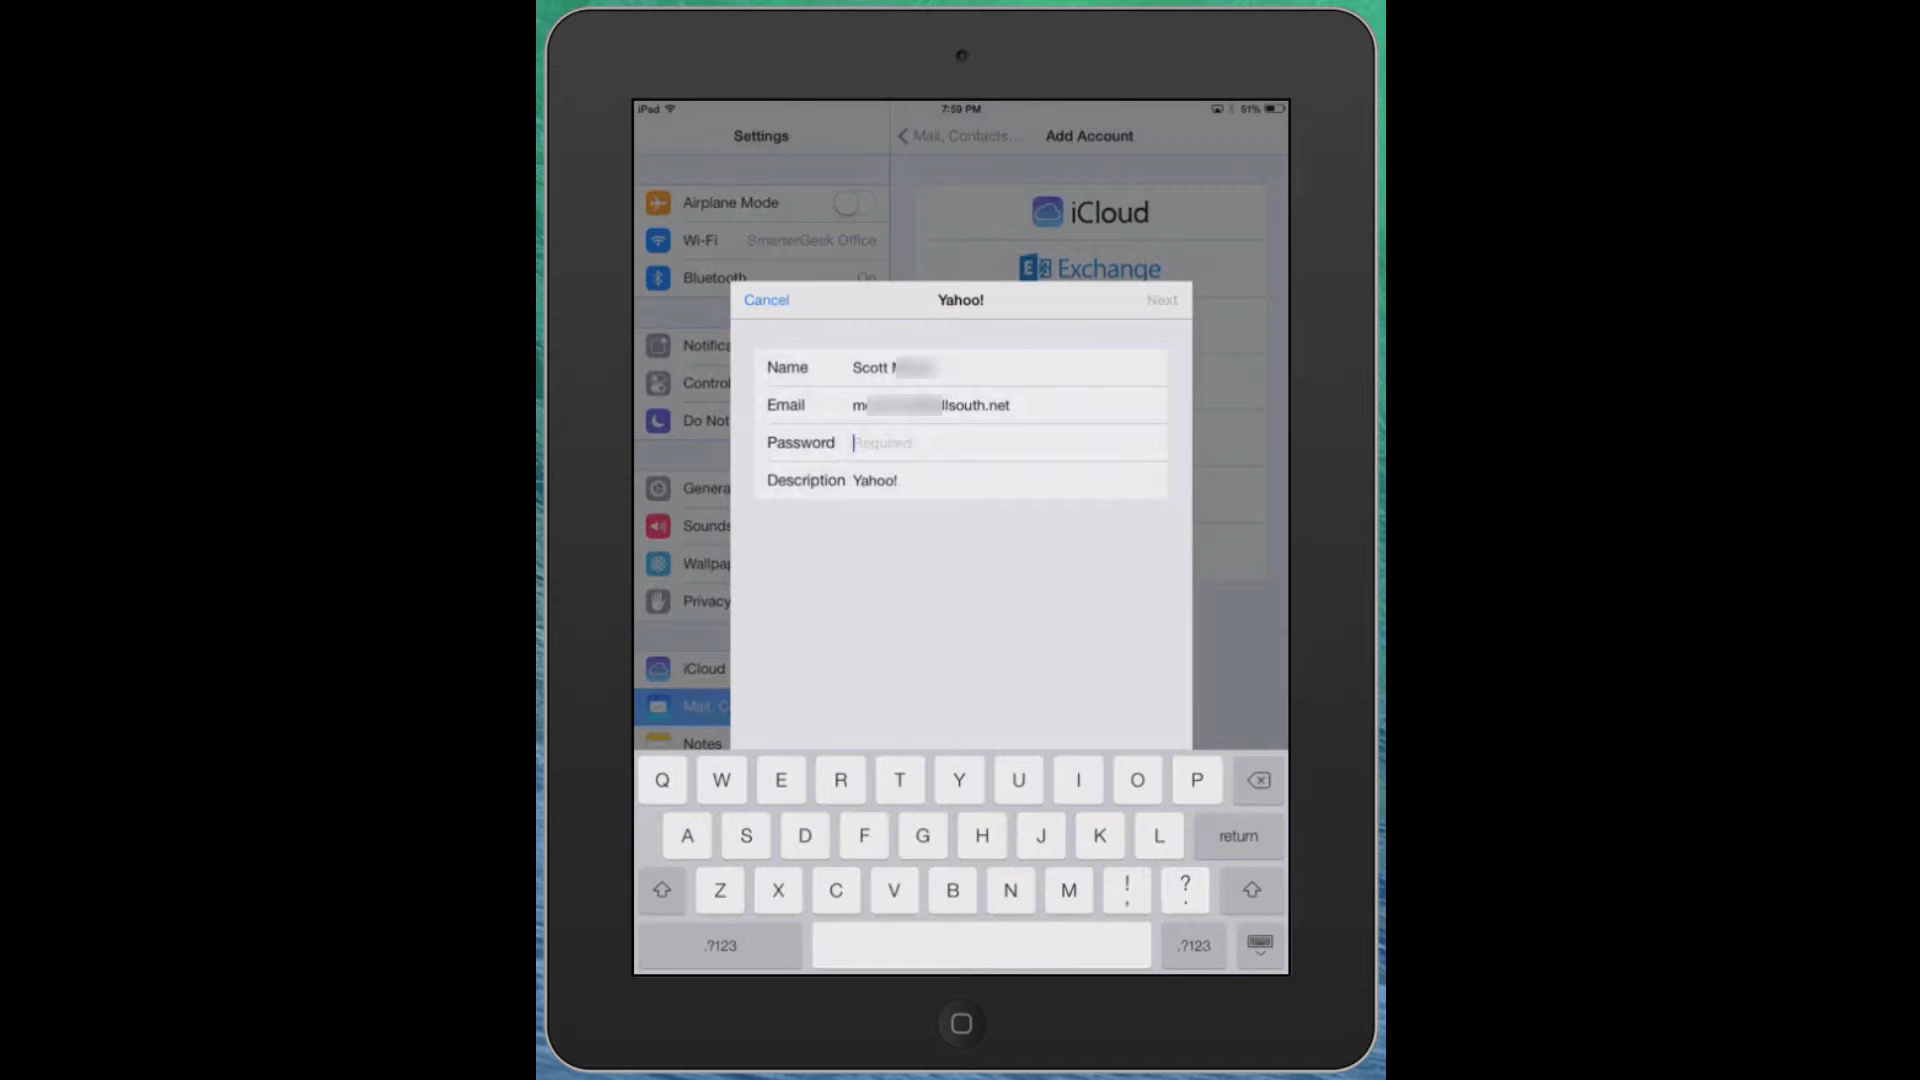 iPad 7:59 PM 51%
Settings
Mail, Contacts... Add Account
Airplane Mode
Wi-Fi SmarterGeek Office
Bluetooth On
iCloud
Exchange
Cancel Yahoo! Next
Name Scott
Email m llsouth.net
Password Required
Description Yahoo!
Notifica
Control
Do Not
Genera
Sounds
Wallpap
Privacy
iCloud
Mail, C
Notes
Q W E R T Y U I O P
A S D F G H J K L return
Z X C V B N M ! , ? .
.?123 .?123